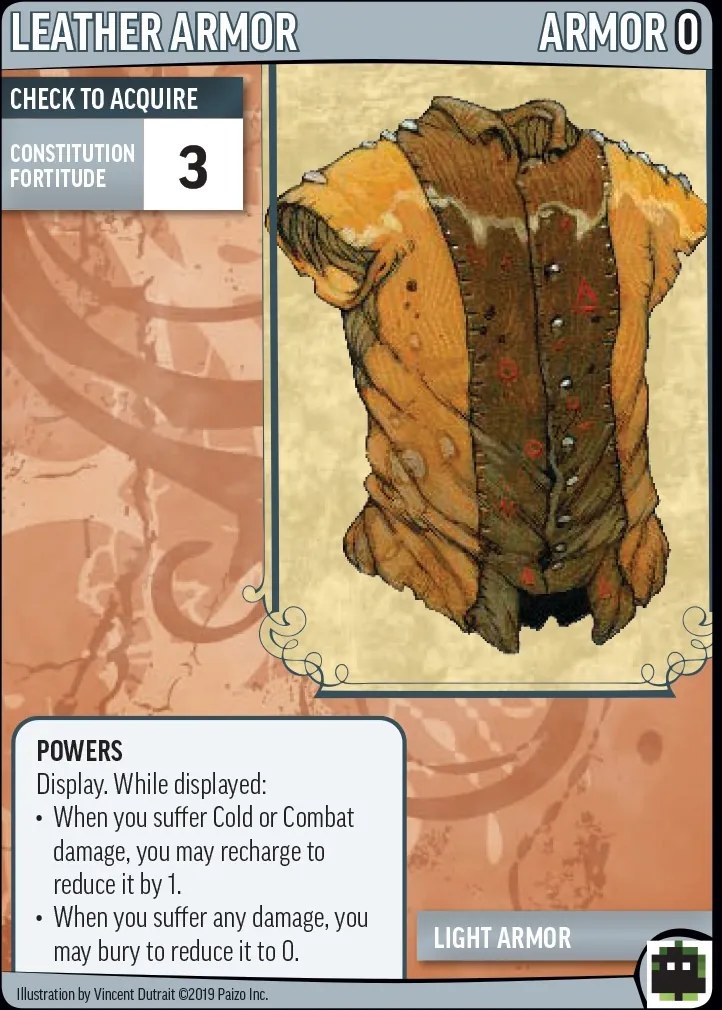 LEATHER ARMOR
ARMOR 0
CHECK TO ACQUIRE
CONSTITUTION
FORTITUDE
3
POWERS
Display. While displayed:
• When you suffer Cold or Combat
damage, you may recharge to
reduce it by 1.
• When you suffer any damage, you
may bury to reduce it to 0.
LIGHT ARMOR
Illustration by Vincent Dutrait ©2019 Paizo Inc.